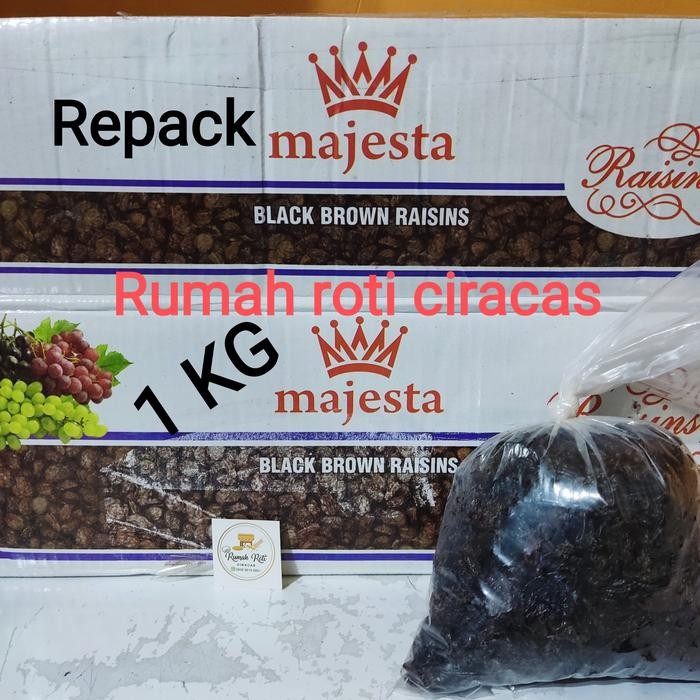 Repack
majesta
Raisin
BLACK BROWN RAISINS
Rumah roti ciracas
1 KG
majesta
BLACK BROWN RAISINS
Rumah Roti
CIRACAS